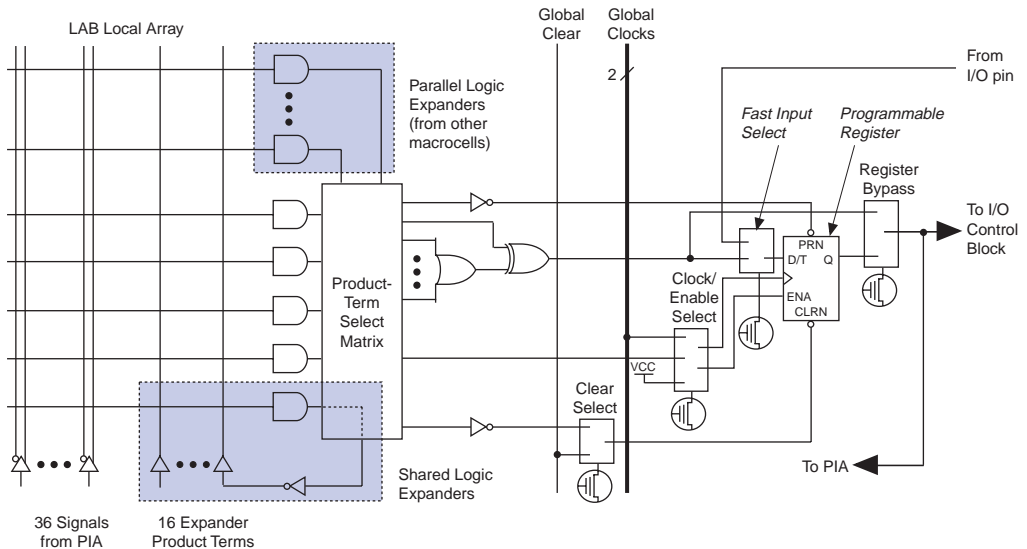 LAB Local Array
Global
Clear
Global
Clocks
2
From
I/O pin
Parallel Logic
Expanders
(from other
macrocells)
Fast Input
Select
Programmable
Register
Register
Bypass
To I/O
Control
Block
PRN
D/T
Q
ENA
CLRN
Product-
Term
Select
Matrix
Clock/
Enable
Select
VCC
Clear
Select
To PIA
Shared Logic
Expanders
36 Signals
from PIA
16 Expander
Product Terms